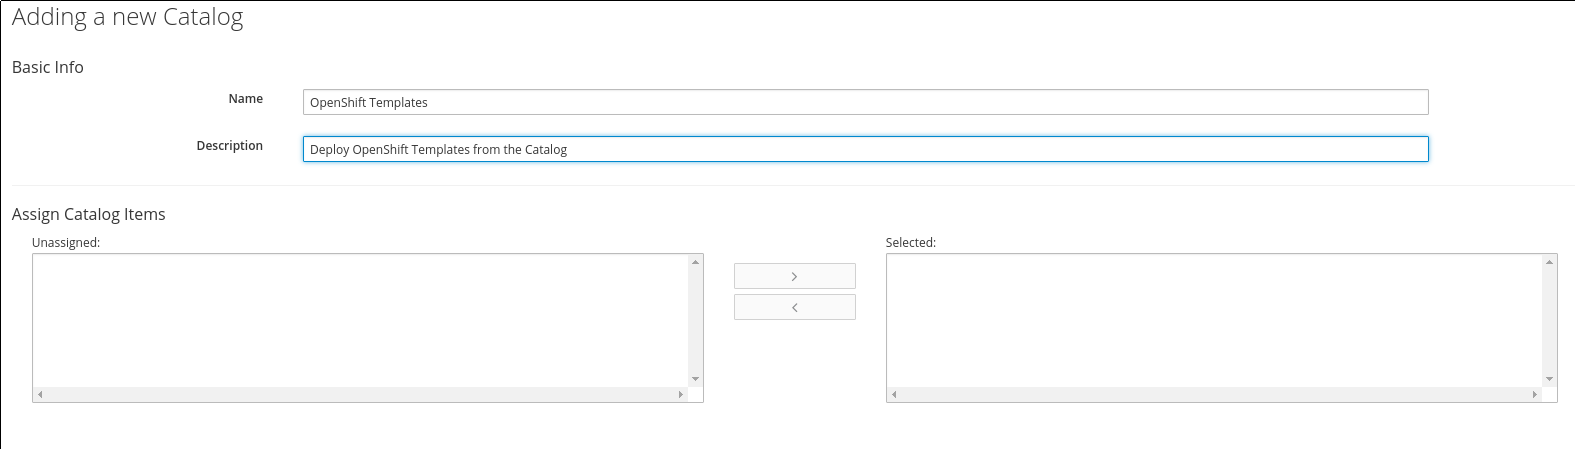 Adding a new Catalog
Basic Info
Name
OpenShift Templates
Description
Deploy OpenShift Templates from the Catalog
Assign Catalog Items
Unassigned:
Selected:
>
<